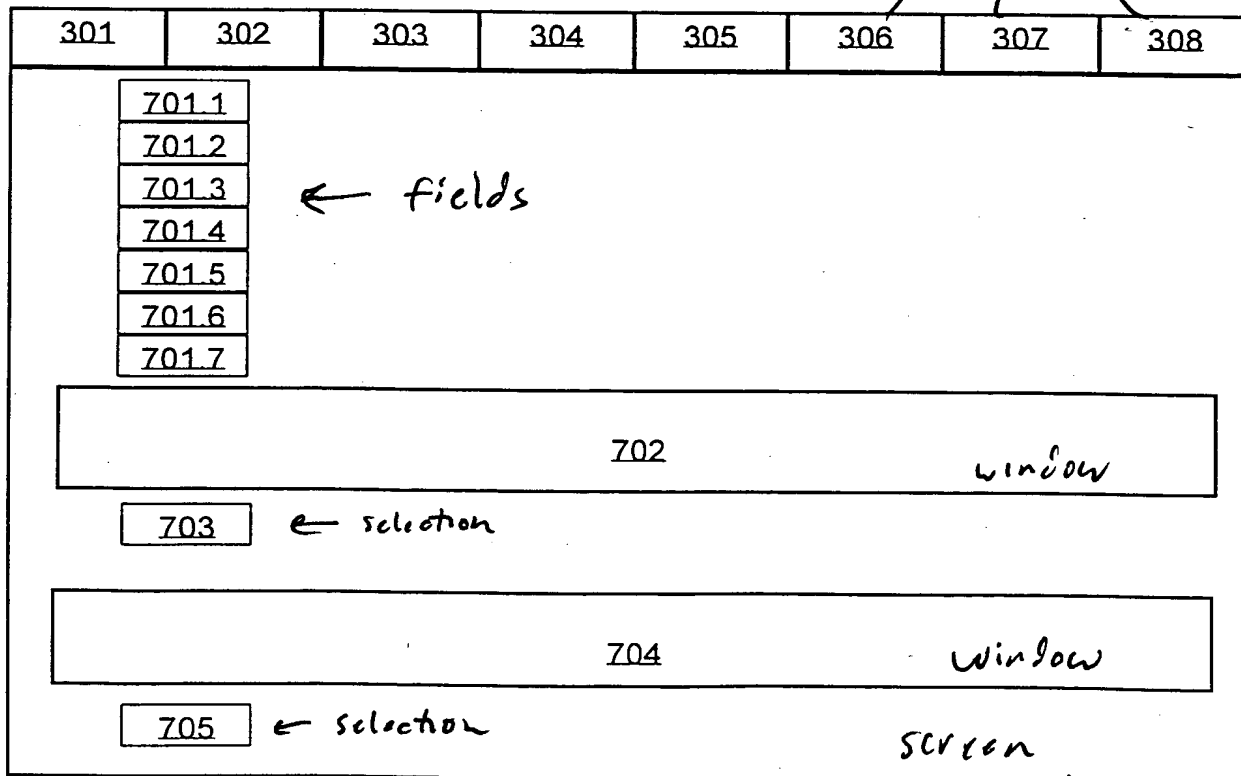 301 302 303 304 305 306 307 308
701.1
701.2
701.3 ← fields
701.4
701.5
701.6
701.7
702 window
703 ← selection
704 window
705 ← selection
screen